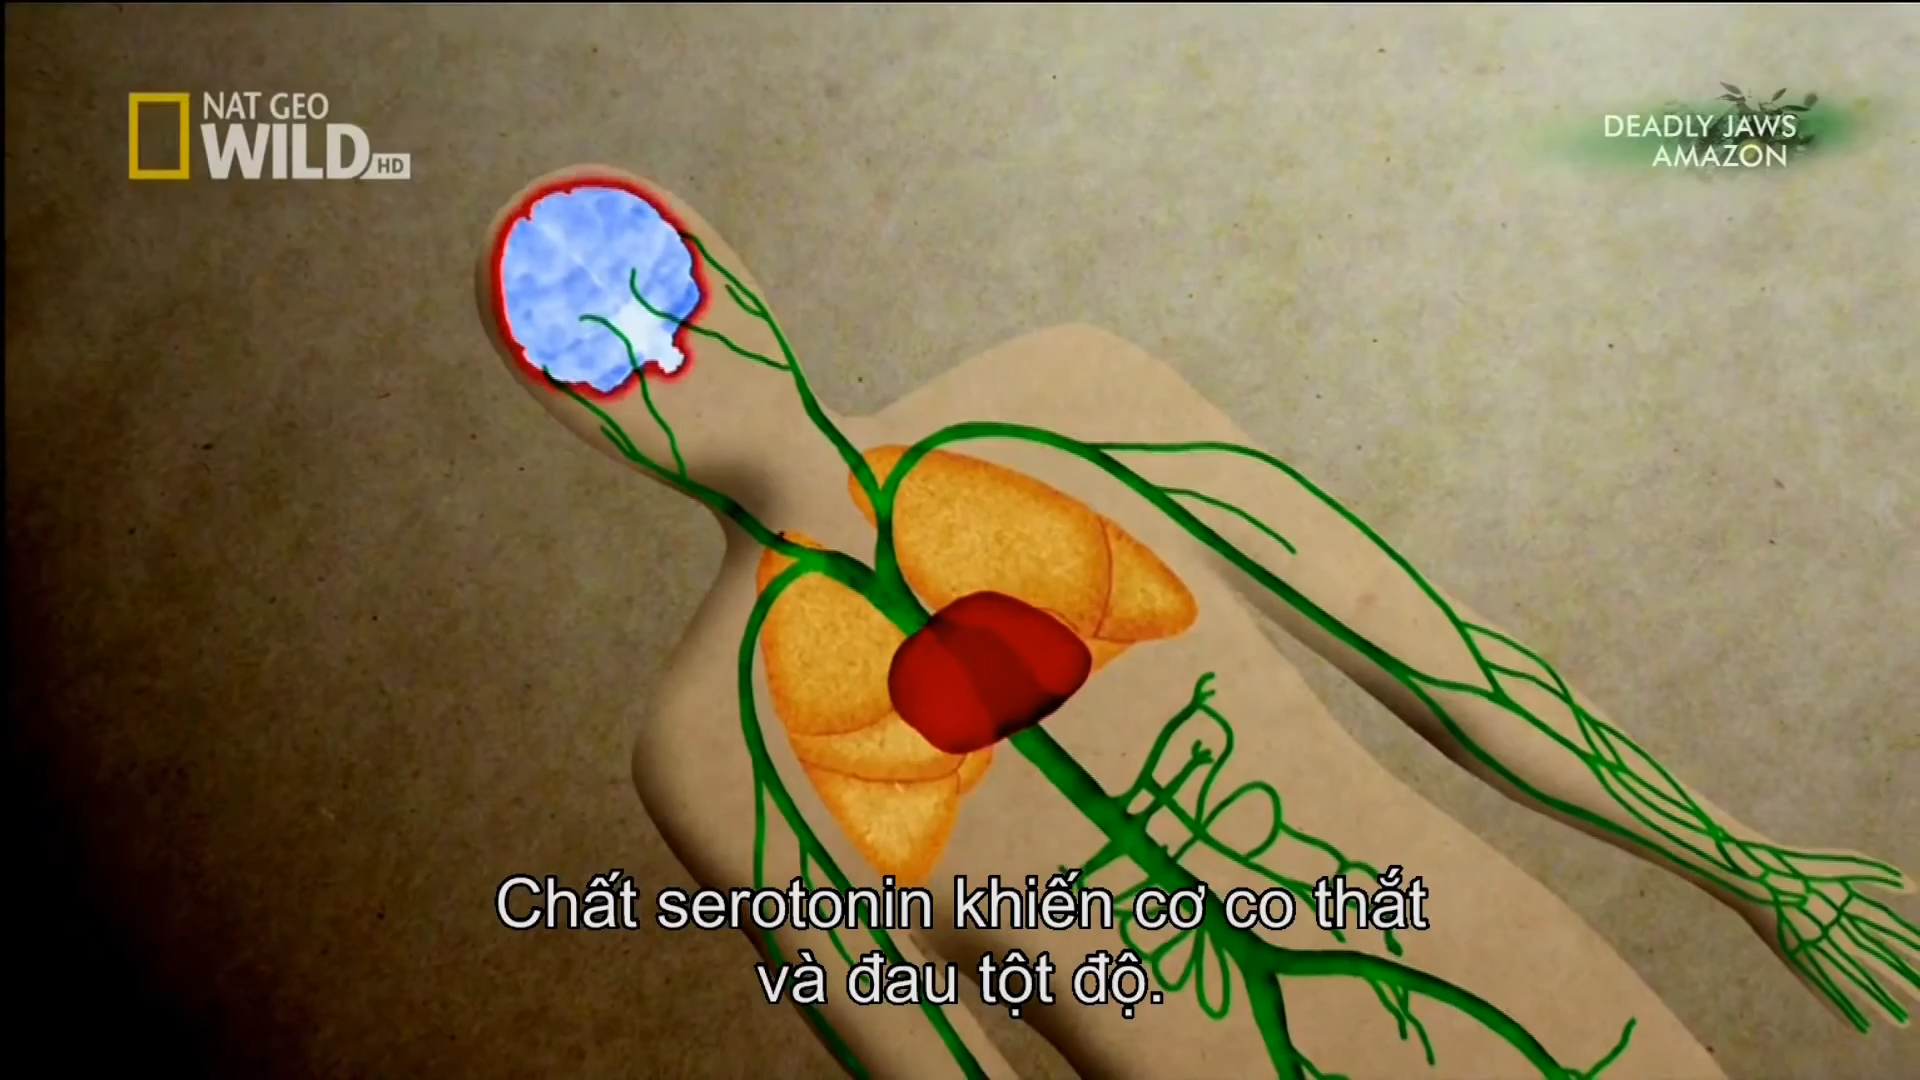 NAT GEO
WILD HD
DEADLY JAWS
AMAZON
Chất serotonin khiến cơ co thắt
và đau tột độ.